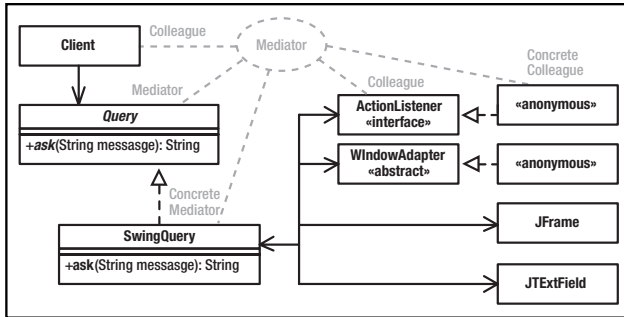 Colleague
Client
Mediator
Concrete
Colleague
Mediator
Colleague
Query
+ask(String messasge): String
ActionListener
«interface»
«anonymous»
WIndowAdapter
«abstract»
«anonymous»
Concrete
Mediator
SwingQuery
+ask(String messasge): String
JFrame
JTExtField